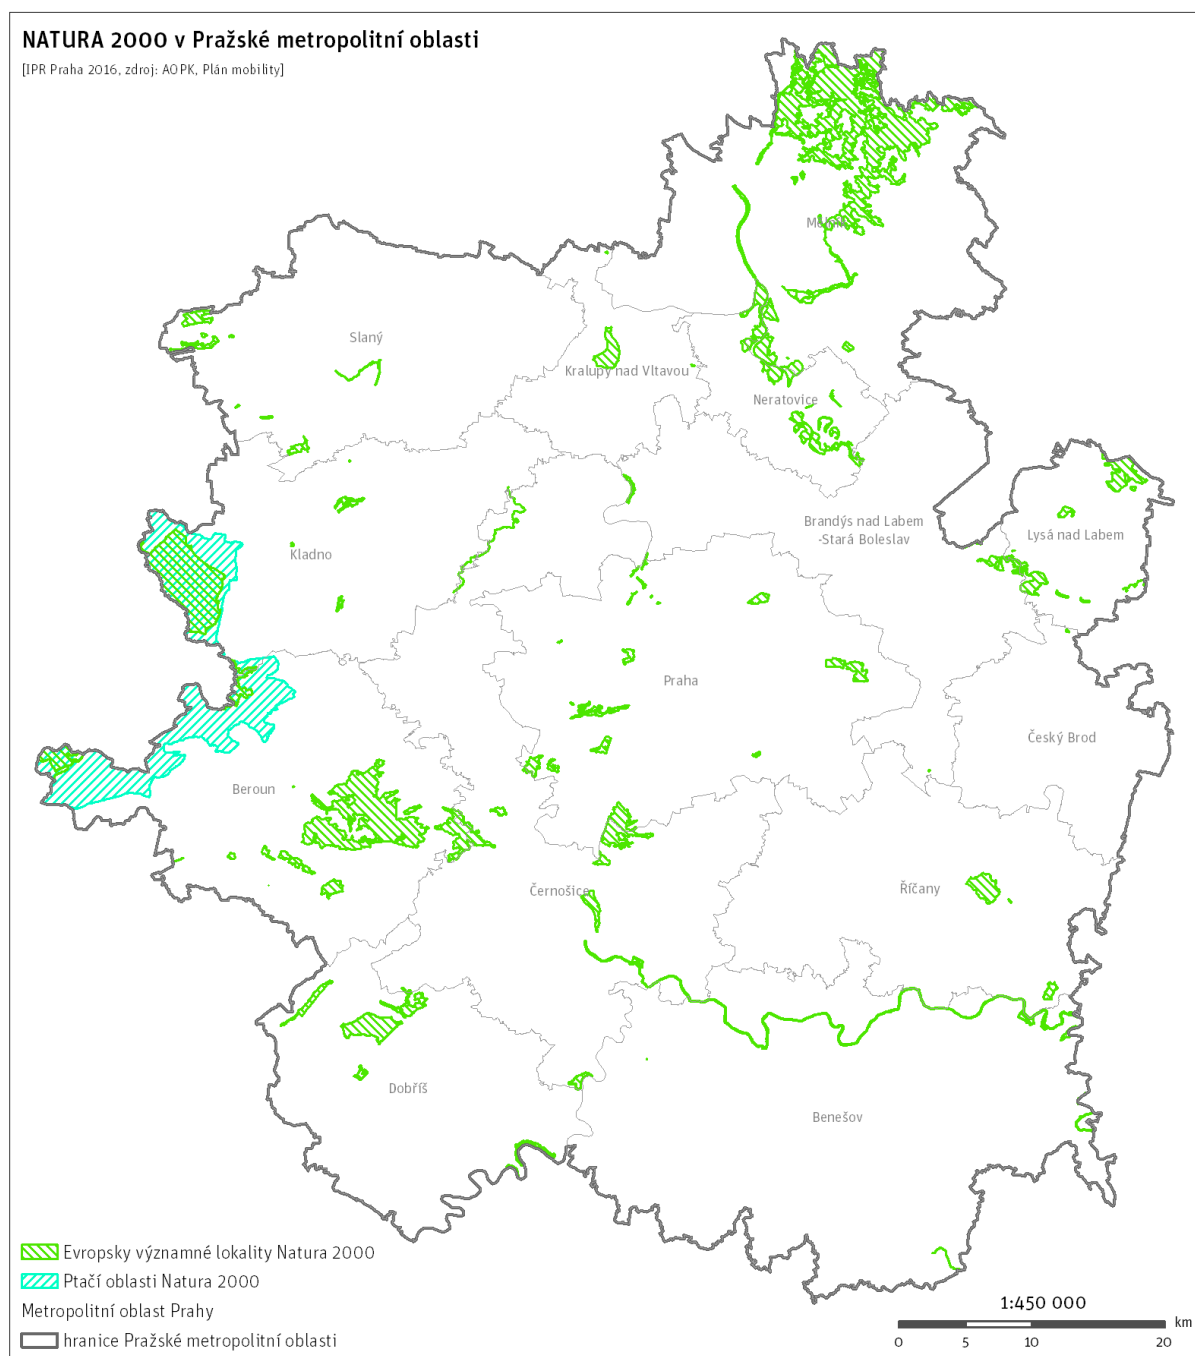 NATURA 2000 v Pražské metropolitní oblasti
[IPR Praha 2016, zdroj: AOPK, Plán mobility]
Mělník
Slaný
Kralupy nad Vltavou
Neratovice
Brandýs nad Labem
-Stará Boleslav
Lysá nad Labem
Kladno
Praha
Český Brod
Beroun
Černošice
Říčany
Dobříš
Benešov
Evropsky významné lokality Natura 2000
Ptačí oblasti Natura 2000
Metropolitní oblast Prahy
hranice Pražské metropolitní oblasti
1:450 000
km
0 5 10 20